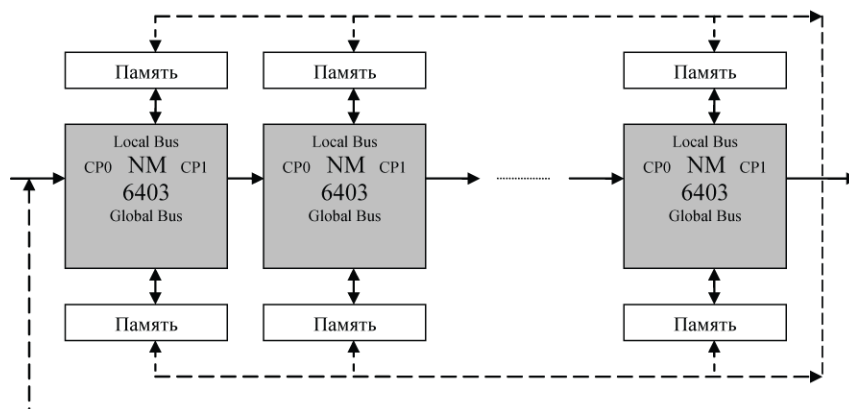 Память Память Память
Local Bus Local Bus Local Bus
CP0 NM CP1 CP0 NM CP1 CP0 NM CP1
6403 6403 6403
Global Bus Global Bus Global Bus
Память Память Память